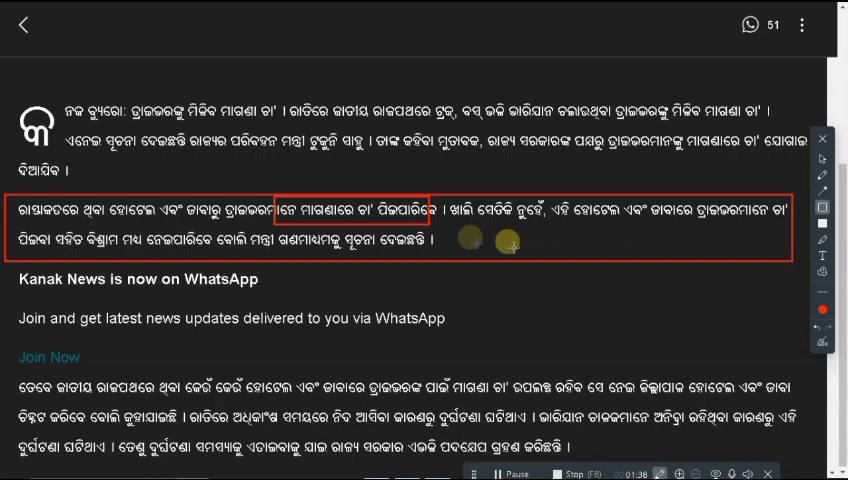 51
କନକ ବ୍ୟୁରୋ: ଡ୍ରାଇଭରଙ୍କୁ ମିଳିବ ମାଗଣା ଚା' । ରାତିରେ ଜାତୀୟ ରାଜପଥରେ ଟ୍ରକ୍, ବସ୍ ଭଳି ଭାରିଯାନ ଚଲାଉଥିବା ଡ୍ରାଇଭରଙ୍କୁ ମିଳିବ ମାଗଣା ଚା' ।
ଏନେଇ ସୂଚନା ଦେଇଛନ୍ତି ରାଜ୍ୟର ପରିବହନ ମନ୍ତ୍ରୀ ଟୁକୁନି ସାହୁ । ତାଙ୍କ କହିବା ମୁତାବକ, ରାଜ୍ୟ ସରକାରଙ୍କ ପକ୍ଷରୁ ଡ୍ରାଇଭରମାନଙ୍କୁ ମାଗଣାରେ ଚା' ଯୋଗାଇ
ଦିଆଯିବ ।
ରାସ୍ତାକଡରେ ଥିବା ହୋଟେଲ ଏବଂ ଢାବାରୁ ଡ୍ରାଇଭରମାନେ ମାଗଣାରେ ଚା' ପିଇପାରିବେ । ଖାଲି ସେତିକି ନୁହେଁ, ଏହି ହୋଟେଲ ଏବଂ ଢାବାରେ ଡ୍ରାଇଭରମାନେ ଚା'
ପିଇବା ସହିତ ବିଶ୍ରାମ ମଧ୍ୟ ନେଇପାରିବେ ବୋଲି ମନ୍ତ୍ରୀ ଗଣମାଧ୍ୟମକୁ ସୂଚନା ଦେଇଛନ୍ତି ।
Kanak News is now on WhatsApp
Join and get latest news updates delivered to you via WhatsApp
Join Now
ତେବେ ଜାତୀୟ ରାଜପଥରେ ଥିବା କେଉଁ କେଉଁ ହୋଟେଲ ଏବଂ ଢାବାରେ ଡ୍ରାଇଭରଙ୍କ ପାଇଁ ମାଗଣା ଚା' ଉପଲବ୍ଧ ରହିବ ସେ ନେଇ ଜିଲ୍ଲାପାଳ ହୋଟେଲ ଏବଂ ଢାବା
ଚିହ୍ନଟ କରିବେ ବୋଲି କୁହାଯାଇଛି । ରାତିରେ ଅଧିକାଂଶ ସମୟରେ ନିଦ ଆସିବା କାରଣରୁ ଦୁର୍ଘଟଣା ଘଟିଥାଏ । ଭାରିଯାନ ଚାଳକମାନେ ଅନିଦ୍ରା ରହିଥିବା କାରଣରୁ ଏହି
ଦୁର୍ଘଟଣା ଘଟିଥାଏ । ତେଣୁ ଦୁର୍ଘଟଣା ସମସ୍ୟାକୁ ଏଡାଇବାକୁ ଯାଇ ରାଜ୍ୟ ସରକାର ଏଭଳି ପଦକ୍ଷେପ ଗ୍ରହଣ କରିଛନ୍ତି ।
Pause Stop (F8) 00:01:38